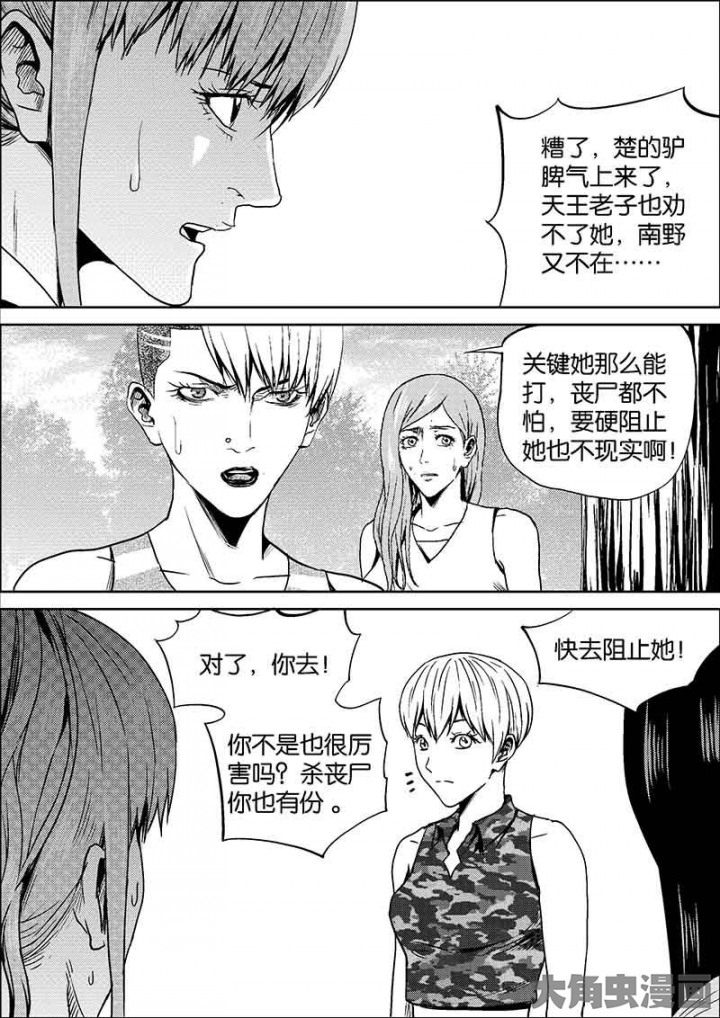 糟了，楚的驴
脾气上来了，
天王老子也劝
不了她，南野
又不在……
关键她那么能
打，丧尸都不
怕，要硬阻止
她也不现实啊！
对了，你去！
你不是也很厉
害吗？杀丧尸
你也有份。
快去阻止她！
大角虫漫画